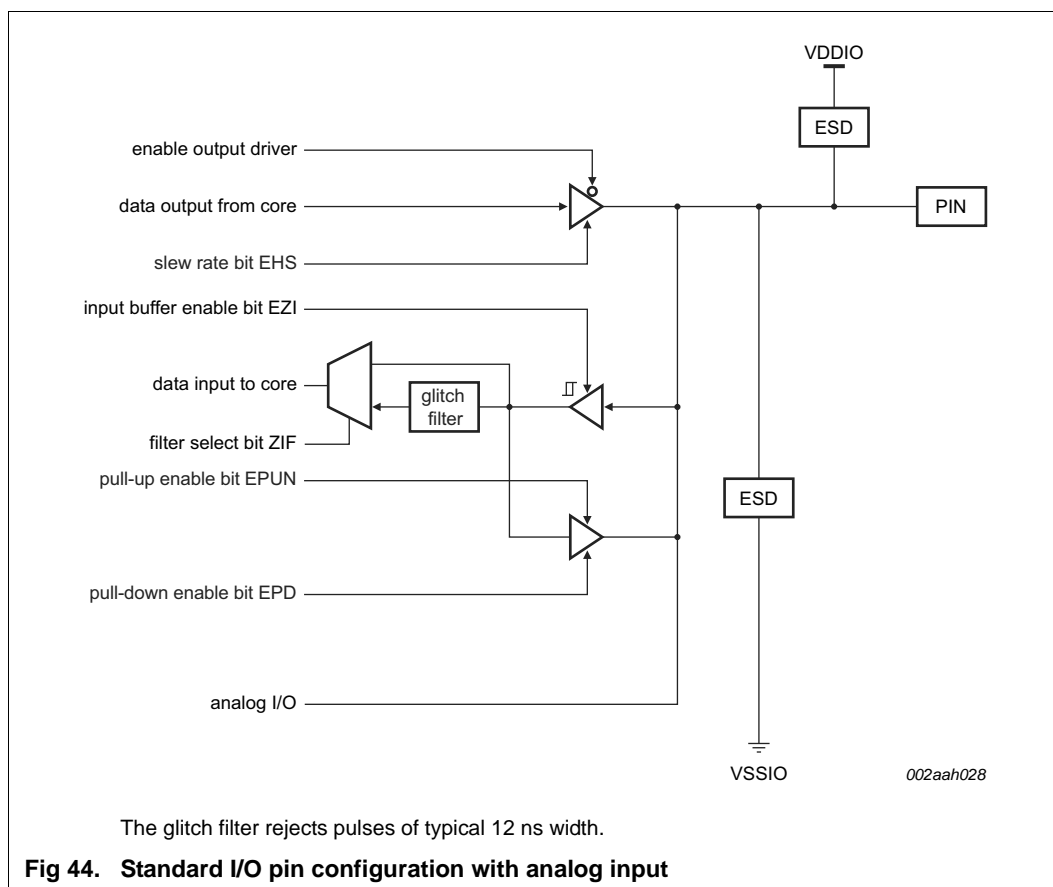 VDDIO
ESD
enable output driver
data output from core
PIN
slew rate bit EHS
input buffer enable bit EZI
data input to core
glitch
filter
filter select bit ZIF
pull-up enable bit EPUN
ESD
pull-down enable bit EPD
analog I/O
VSSIO
002aah028
The glitch filter rejects pulses of typical 12 ns width.
Fig 44. Standard I/O pin configuration with analog input